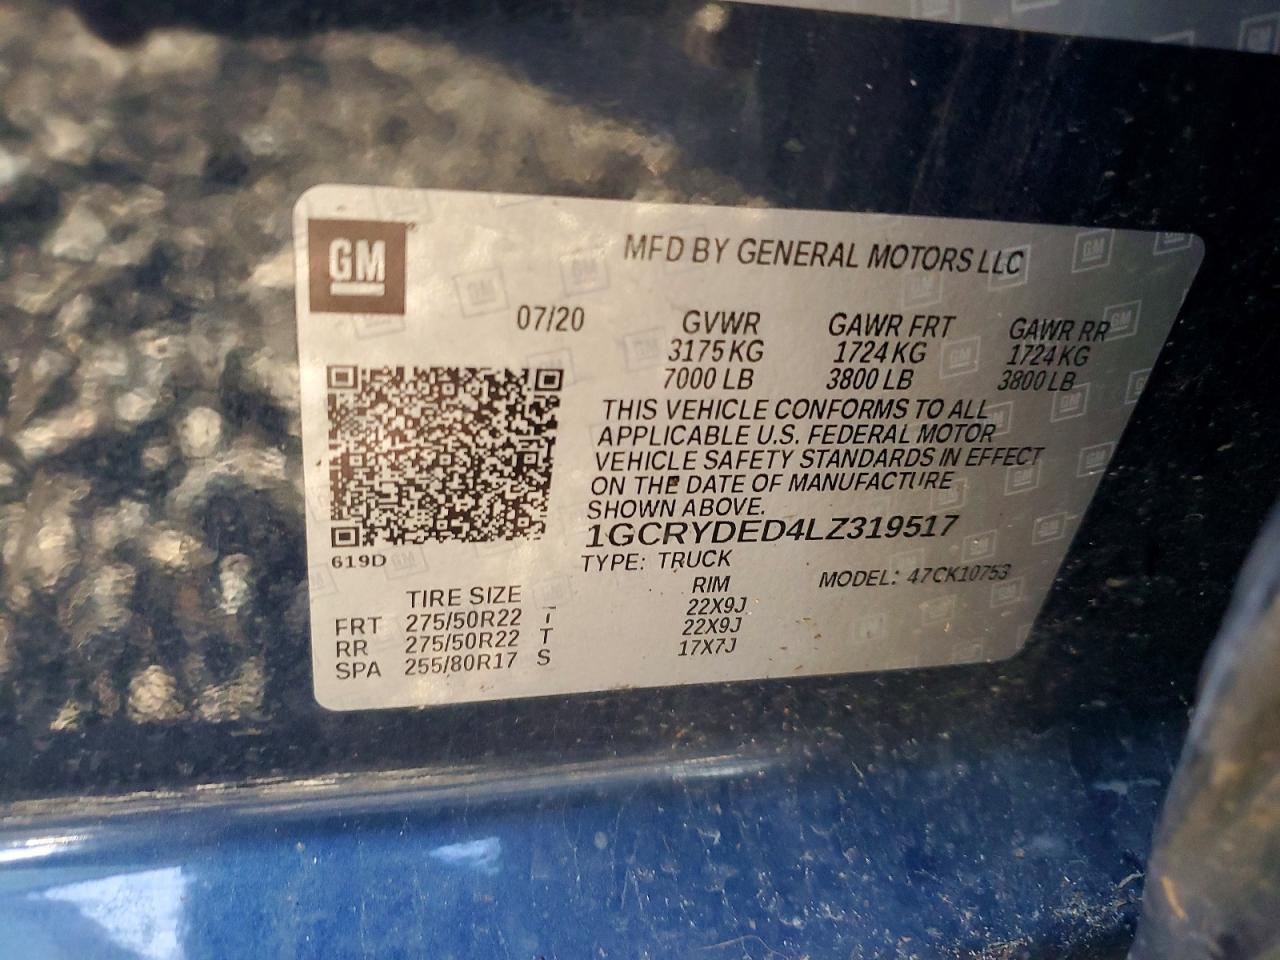 GM
MFD BY GENERAL MOTORS LLC
07/20 GVWR GAWR FRT GAWR RR
3175 KG 1724 KG 1724 KG
7000 LB 3800 LB 3800 LB
THIS VEHICLE CONFORMS TO ALL
APPLICABLE U.S. FEDERAL MOTOR
VEHICLE SAFETY STANDARDS IN EFFECT
ON THE DATE OF MANUFACTURE
SHOWN ABOVE.
1GCRYDED4LZ319517
619D
TYPE: TRUCK MODEL: 47CK10753
TIRE SIZE RIM
FRT 275/50R22 T 22X9J
RR 275/50R22 T 22X9J
SPA 255/80R17 S 17X7J